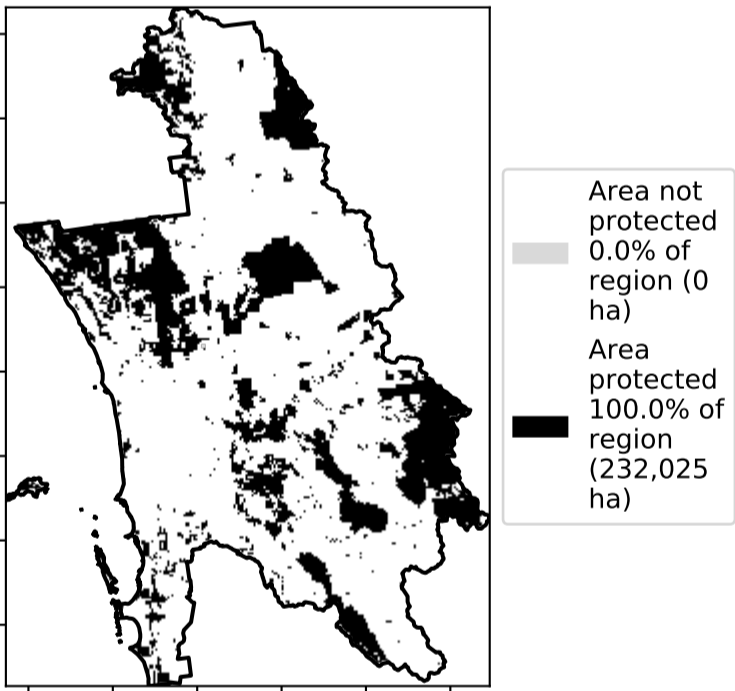 Area not
protected
0.0% of
region (0
ha)
Area
protected
100.0% of
region
(232,025
ha)